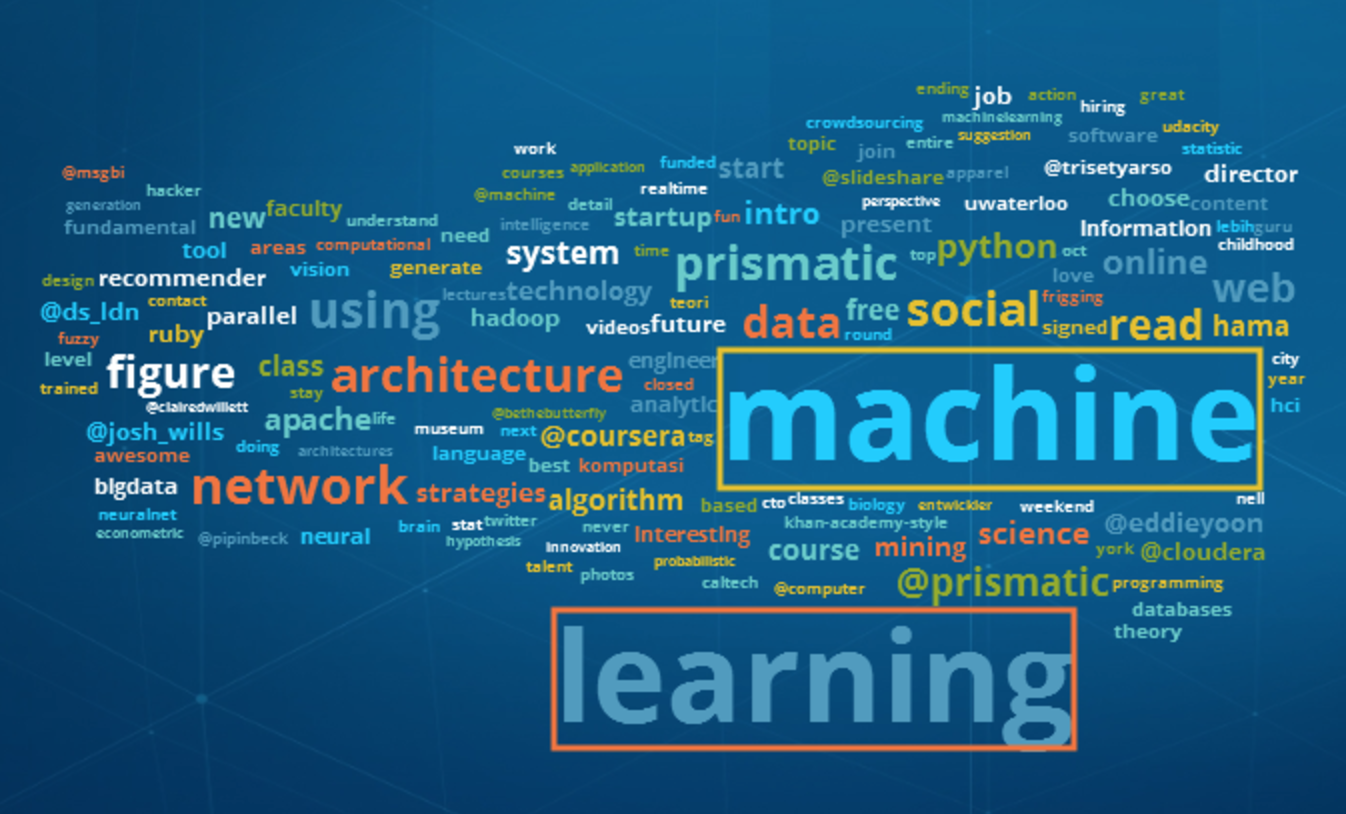 ending job action great
hiring
crowdsourcing machinelearning
topic join entire suggestion software udacity
work statistic
@msgbi courses application funded start @slideshare apparel @trisetyarso director
hacker @machine realtime
generation detail perspective uwaterloo choose content
fundamental new faculty understand intelligence startup fun intro present InformatIon lebih guru
tool areas computational need system time prismatic top python oct childhood
design recommender vision generate love online
@ds_ldn contact using lectures technology teori web
parallel hadoop videos future data free social frigging
fuzzy ruby round signed read hama
level figure class architecture engineer city
trained stay closed machine year
@clairedwillett apache life @bethebutterfly analytic hci
@josh_wills museum next @coursera tag
awesome doing architectures language best komputasi
bIgdata network strategies algorithm based cto classes biology entwickler weekend nell
neuralnet brain stat twitter never khan-academy-style @eddieyoon
econometric @pipinbeck neural hypothesis InterestIng science
innovation course mining york @cloudera
talent photos probabilistic caltech @computer @prismatic programming
databases
learning theory